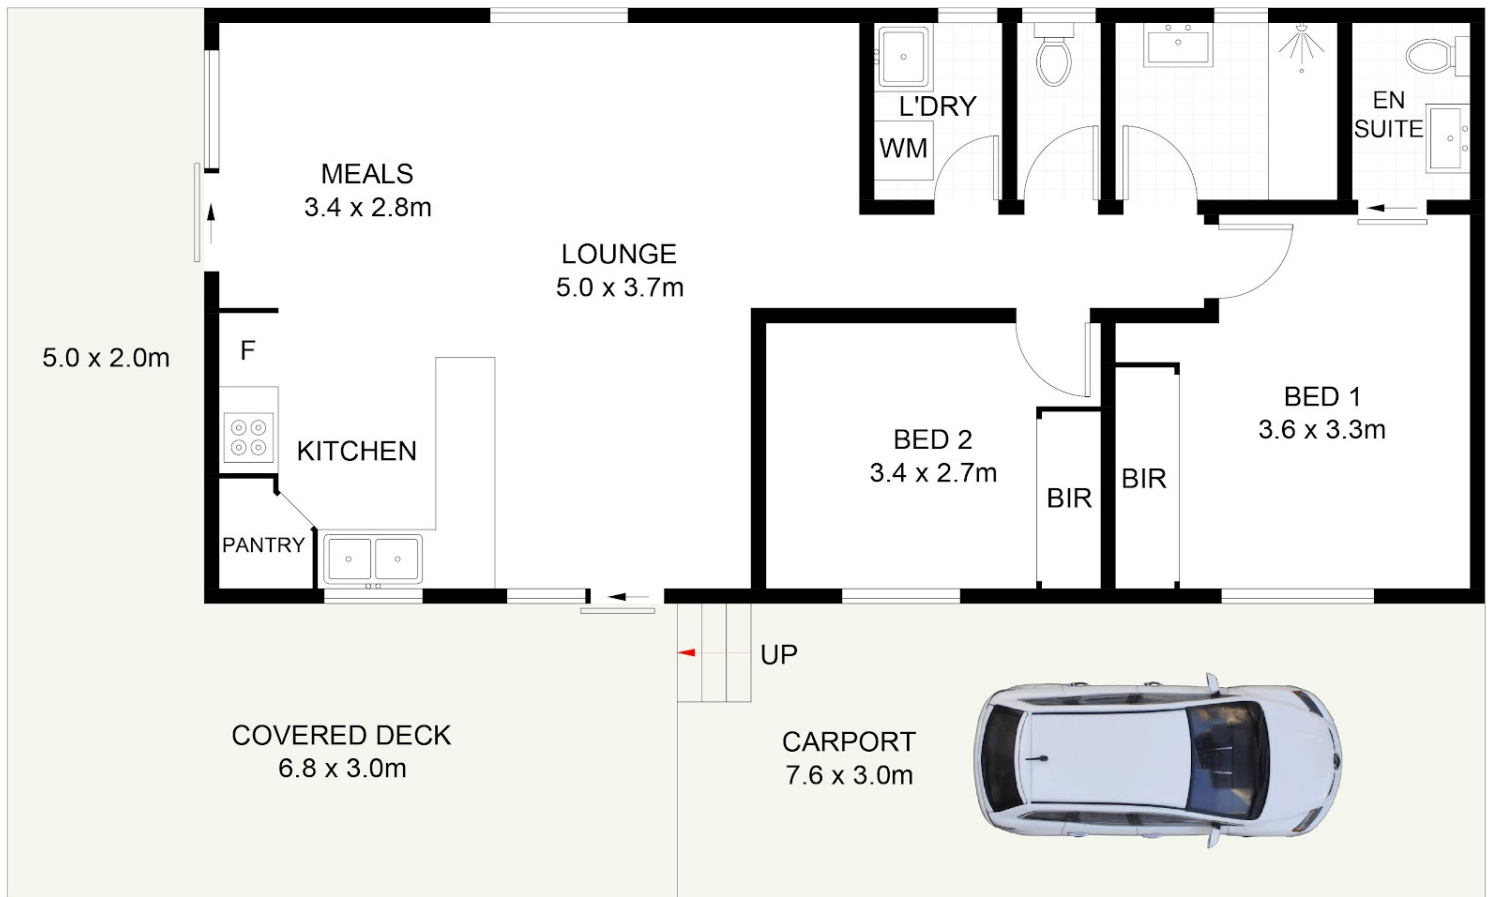 L'DRY
WM
EN
SUITE
MEALS
3.4 x 2.8m
LOUNGE
5.0 x 3.7m
5.0 x 2.0m
F
KITCHEN
PANTRY
BED 2
3.4 x 2.7m
BIR
BIR
BED 1
3.6 x 3.3m
UP
COVERED DECK
6.8 x 3.0m
CARPORT
7.6 x 3.0m